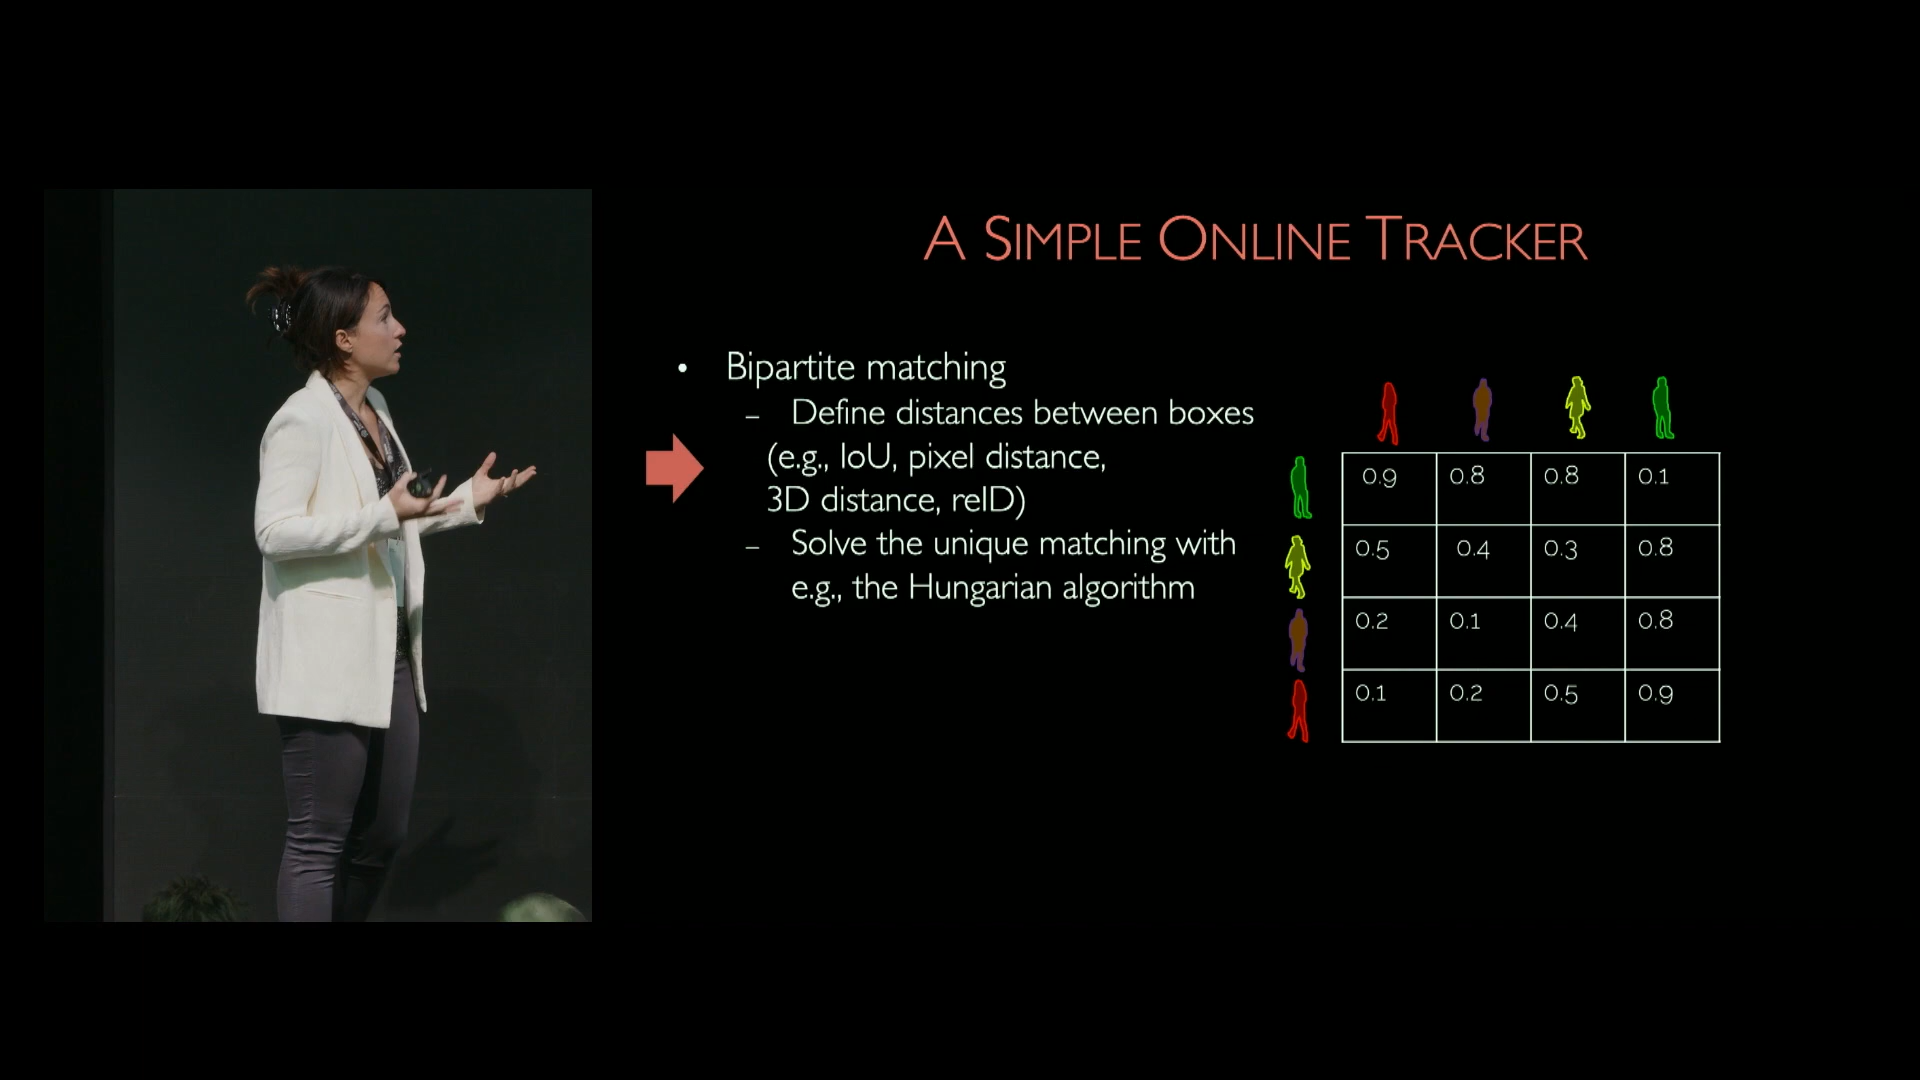 A SIMPLE ONLINE TRACKER
• Bipartite matching
– Define distances between boxes
(e.g., IoU, pixel distance,
3D distance, reID)
– Solve the unique matching with
e.g., the Hungarian algorithm
0.9 0.8 0.8 0.1
0.5 0.4 0.3 0.8
0.2 0.1 0.4 0.8
0.1 0.2 0.5 0.9